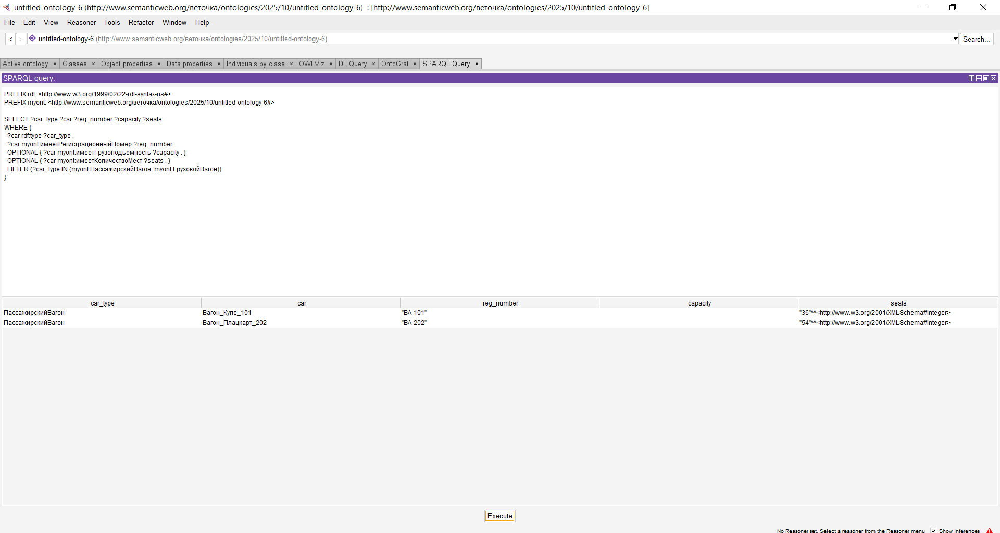 untitled-ontology-6 (http://www.semanticweb.org/веточка/ontologies/2025/10/untitled-ontology-6) : [http://www.semanticweb.org/веточка/ontologies/2025/10/untitled-ontology-6]
File Edit View Reasoner Tools Refactor Window Help
< > untitled-ontology-6 (http://www.semanticweb.org/веточка/ontologies/2025/10/untitled-ontology-6) Search...
Active ontology × Classes × Object properties × Data properties × Individuals by class × OWLViz × DL Query × OntoGraf × SPARQL Query ×
SPARQL query:
PREFIX rdf: <http://www.w3.org/1999/02/22-rdf-syntax-ns#>
PREFIX myont: <http://www.semanticweb.org/веточка/ontologies/2025/10/untitled-ontology-6#>
SELECT ?car_type ?car ?reg_number ?capacity ?seats
WHERE {
?car rdf:type ?car_type .
?car myont:имеетРегистрационныйНомер ?reg_number .
OPTIONAL { ?car myont:имеетГрузоподъемность ?capacity . }
OPTIONAL { ?car myont:имеетКоличествоМест ?seats . }
FILTER (?car_type IN (myont:ПассажирскийВагон, myont:ГрузовойВагон))
}
car_type car reg_number capacity seats
ПассажирскийВагон Вагон_Купе_101 "ВА-101" "36"^^<http://www.w3.org/2001/XMLSchema#integer>
ПассажирскийВагон Вагон_Плацкарт_202 "ВА-202" "54"^^<http://www.w3.org/2001/XMLSchema#integer>
Execute
No Reasoner set. Select a reasoner from the Reasoner menu Show Inferences